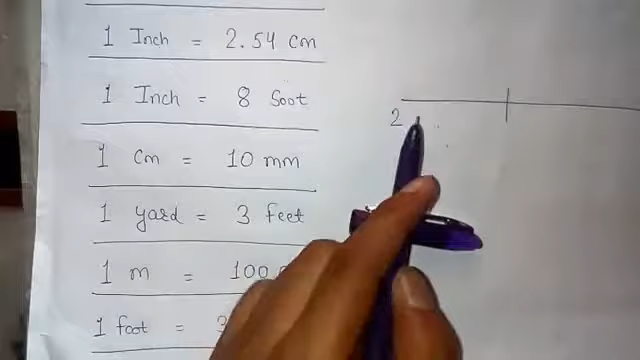 1 Inch = 2.54 Cm
1 Inch = 8 Soot
1 Cm = 10 mm
1 yard = 3 feet
1 m = 100
1 foot = 3
2